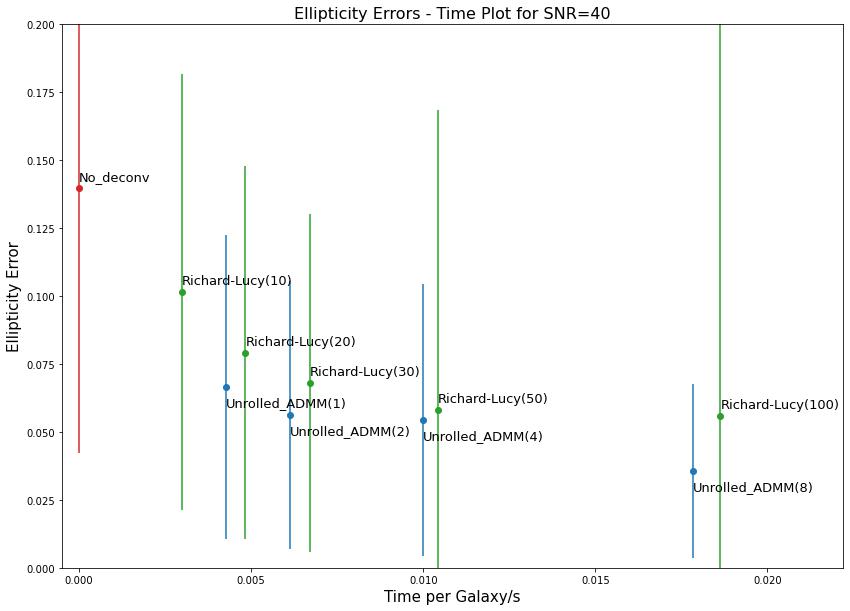 Ellipticity Errors - Time Plot for SNR=40
0.200
0.175
0.150
0.125
0.100
0.075
0.050
0.025
0.000
Ellipticity Error
No_deconv
Richard-Lucy(10)
Richard-Lucy(20)
Richard-Lucy(30)
Unrolled_ADMM(1)
Richard-Lucy(50)
Richard-Lucy(100)
Unrolled_ADMM(2)
Unrolled_ADMM(4)
Unrolled_ADMM(8)
0.000
0.005
0.010
0.015
0.020
Time per Galaxy/s